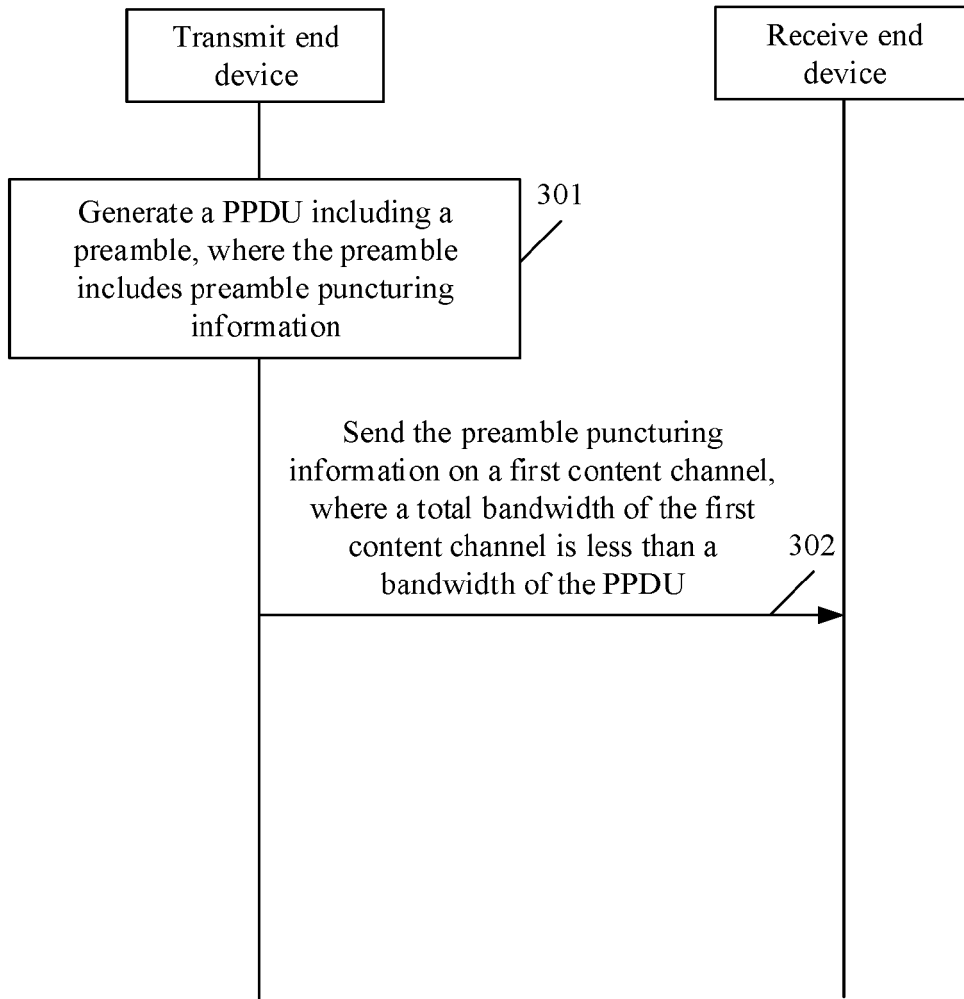 Transmit end
device
Receive end
device
Generate a PPDU including a
preamble, where the preamble
includes preamble puncturing
information
301
Send the preamble puncturing
information on a first content channel,
where a total bandwidth of the first
content channel is less than a
bandwidth of the PPDU
302